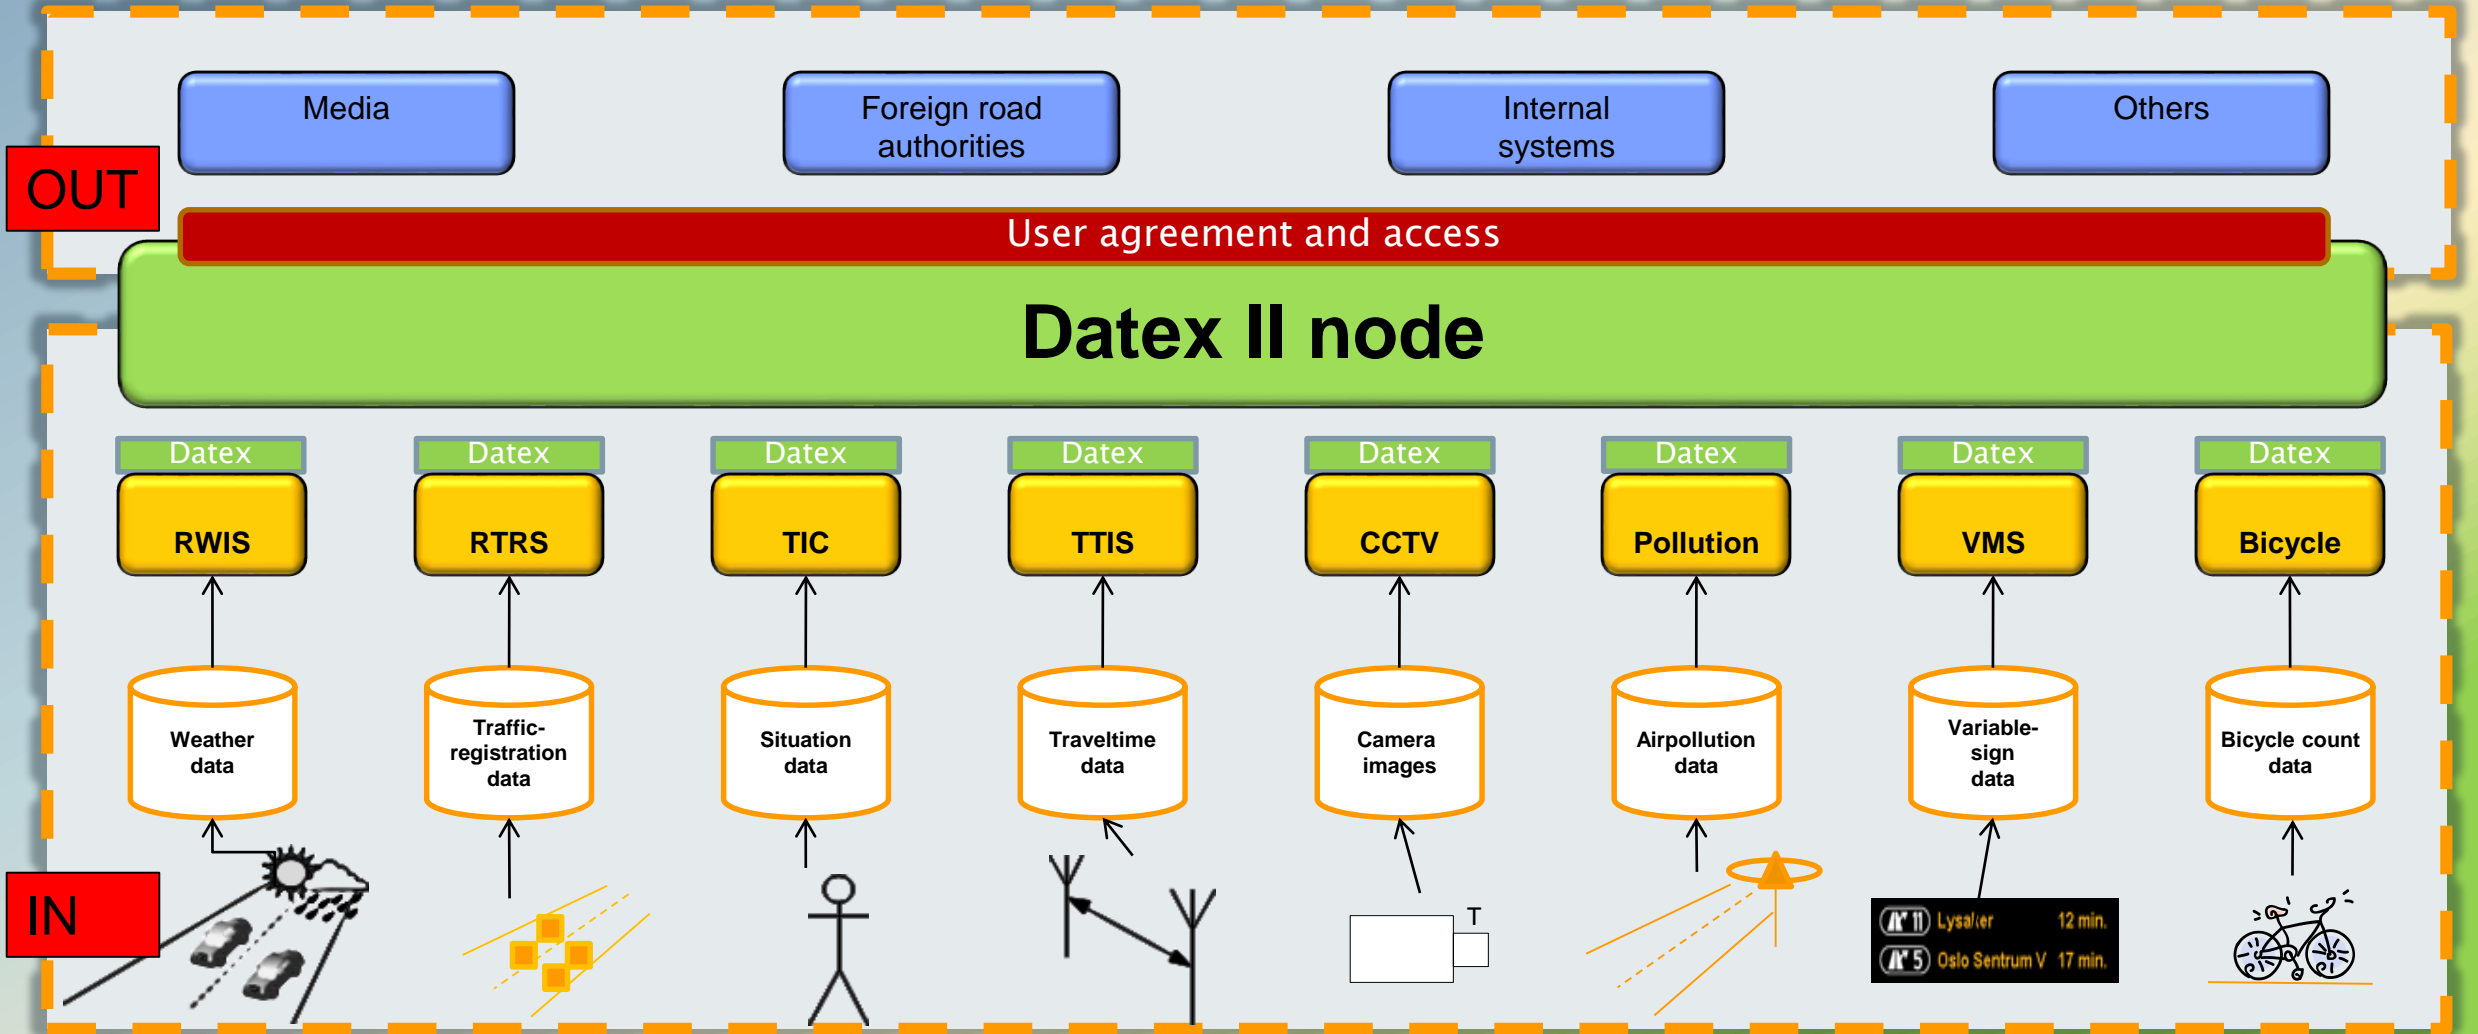 Media
Foreign road
authorities
Internal
systems
Others
OUT
User agreement and access
Datex II node
Datex
Datex
Datex
Datex
Datex
Datex
Datex
Datex
RWIS
RTRS
TIC
TTIS
CCTV
Pollution
VMS
Bicycle
Weather
data
Traffic-
registration
data
Situation
data
Traveltime
data
Camera
images
Airpollution
data
Variable-
sign
data
Bicycle count
data
IN
T
11 Lysaker 12 min.
5 Oslo Sentrum V 17 min.